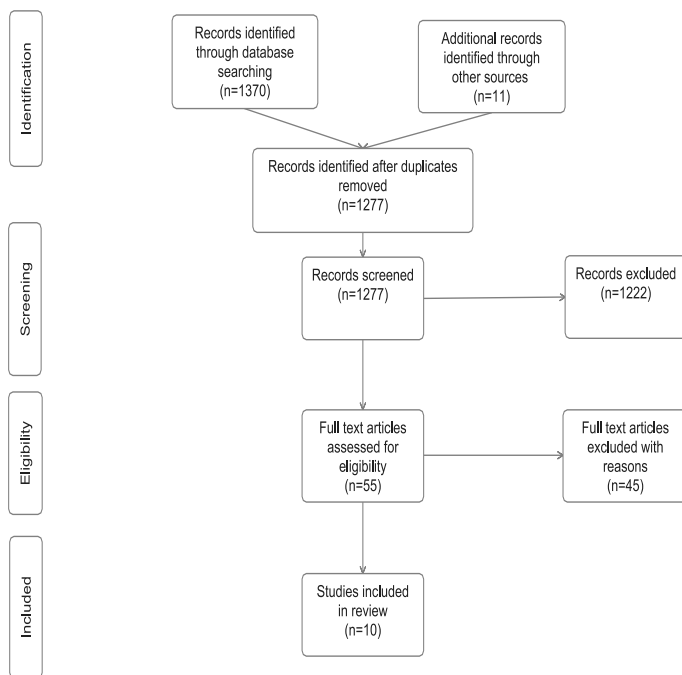 Identification
Records identified
through database
searching
(n=1370)
Additional records
identified through
other sources
(n=11)
Records identified after duplicates
removed
(n=1277)
Screening
Records screened
(n=1277)
Records excluded
(n=1222)
Eligibility
Full text articles
assessed for
eligibility
(n=55)
Full text articles
excluded with
reasons
(n=45)
Included
Studies included
in review
(n=10)